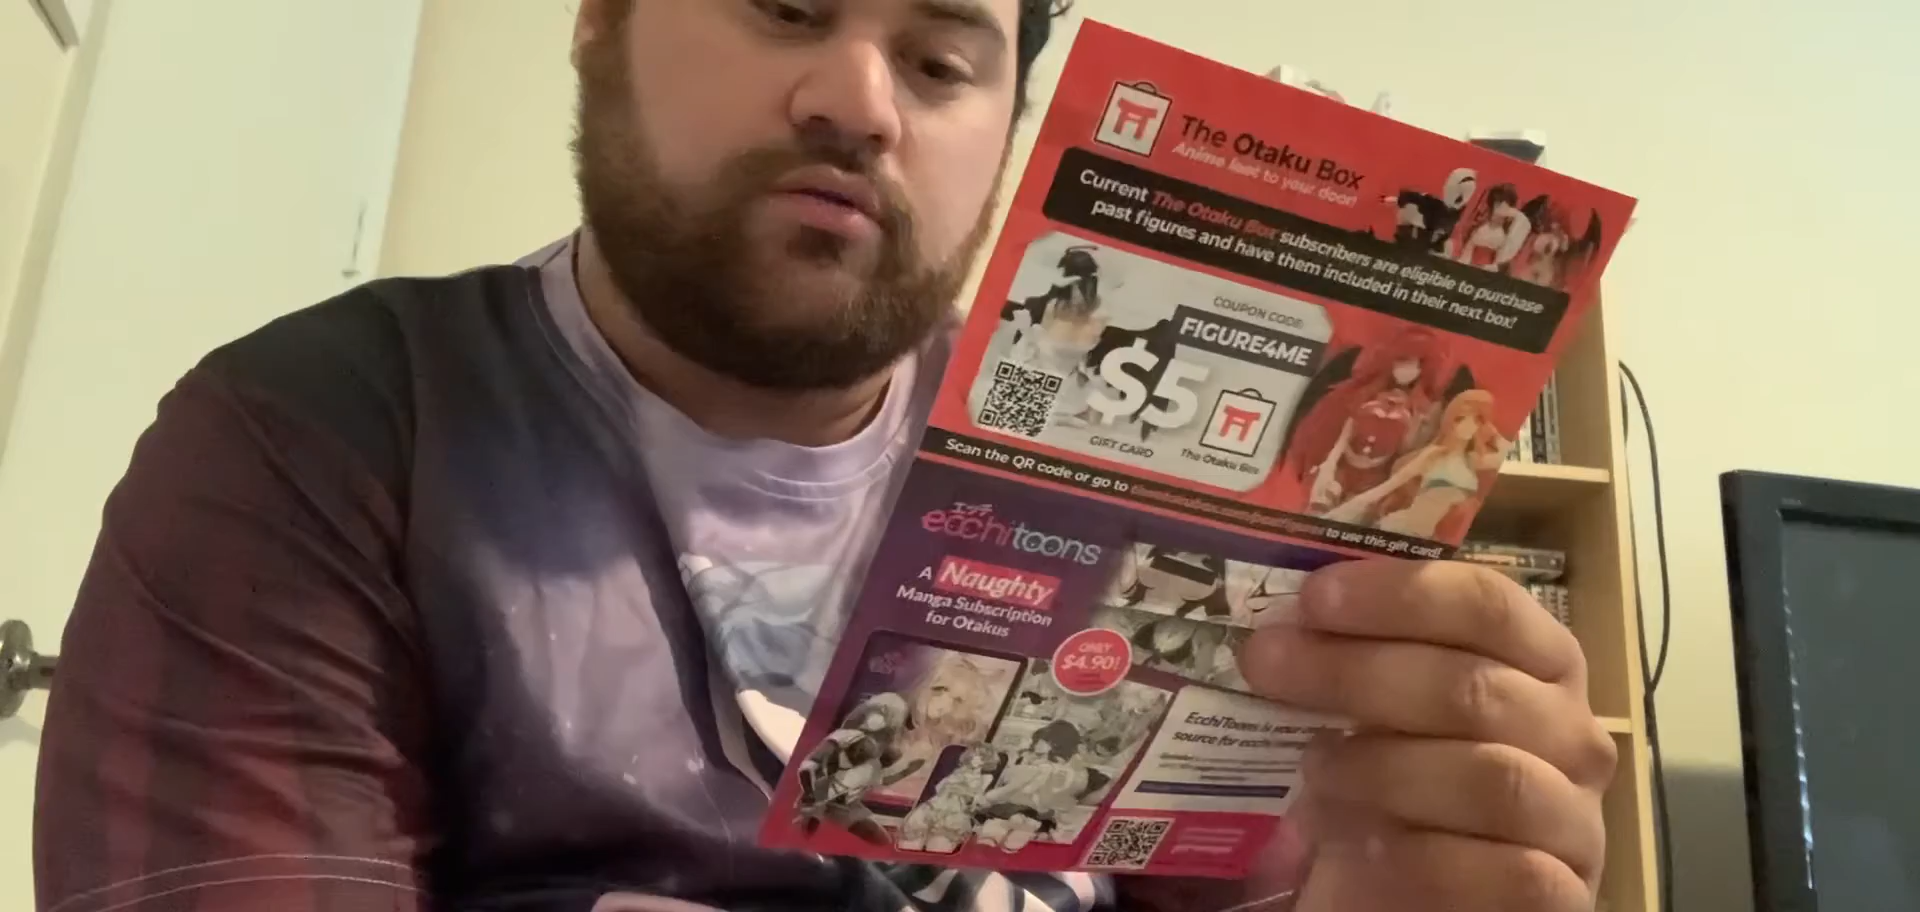 The Otaku Box
Anime loot to your door!
Current The Otaku Box subscribers are eligible to purchase
past figures and have them included in their next box!
COUPON CODE:
FIGURE4ME
$5
GIFT CARD
The Otaku Box
Scan the QR code or go to
to use this gift card!
エッチ
ecchitoons
A Naughty
Manga Subscription
for Otakus
ONLY
$4.90!
EcchiToons is your
source for ecchi